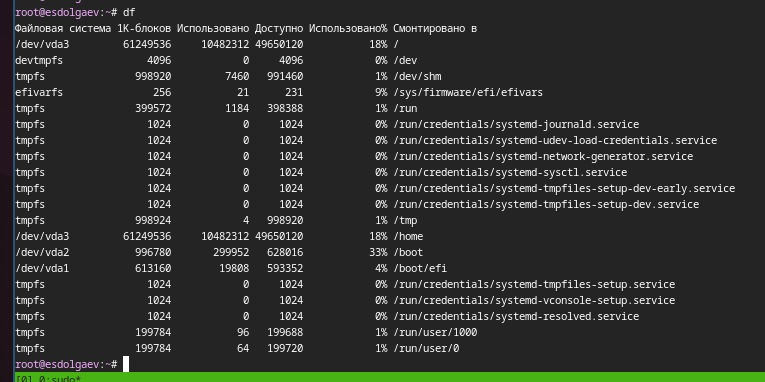 root@esdolgaev:~# df
Файловая система 1K-блоков Использовано Доступно Использовано% Смонтировано в
/dev/vda3 61249536 10482312 49650120 18% /
devtmpfs 4096 0 4096 0% /dev
tmpfs 998920 7460 991460 1% /dev/shm
efivarfs 256 21 231 9% /sys/firmware/efi/efivars
tmpfs 399572 1184 398388 1% /run
tmpfs 1024 0 1024 0% /run/credentials/systemd-journald.service
tmpfs 1024 0 1024 0% /run/credentials/systemd-udev-load-credentials.service
tmpfs 1024 0 1024 0% /run/credentials/systemd-network-generator.service
tmpfs 1024 0 1024 0% /run/credentials/systemd-sysctl.service
tmpfs 1024 0 1024 0% /run/credentials/systemd-tmpfiles-setup-dev-early.service
tmpfs 1024 0 1024 0% /run/credentials/systemd-tmpfiles-setup-dev.service
tmpfs 998924 4 998920 1% /tmp
/dev/vda3 61249536 10482312 49650120 18% /home
/dev/vda2 996780 299952 628016 33% /boot
/dev/vda1 613160 19808 593352 4% /boot/efi
tmpfs 1024 0 1024 0% /run/credentials/systemd-tmpfiles-setup.service
tmpfs 1024 0 1024 0% /run/credentials/systemd-vconsole-setup.service
tmpfs 1024 0 1024 0% /run/credentials/systemd-resolved.service
tmpfs 199784 96 199688 1% /run/user/1000
tmpfs 199784 64 199720 1% /run/user/0
root@esdolgaev:~#
[0] 0:sudo*